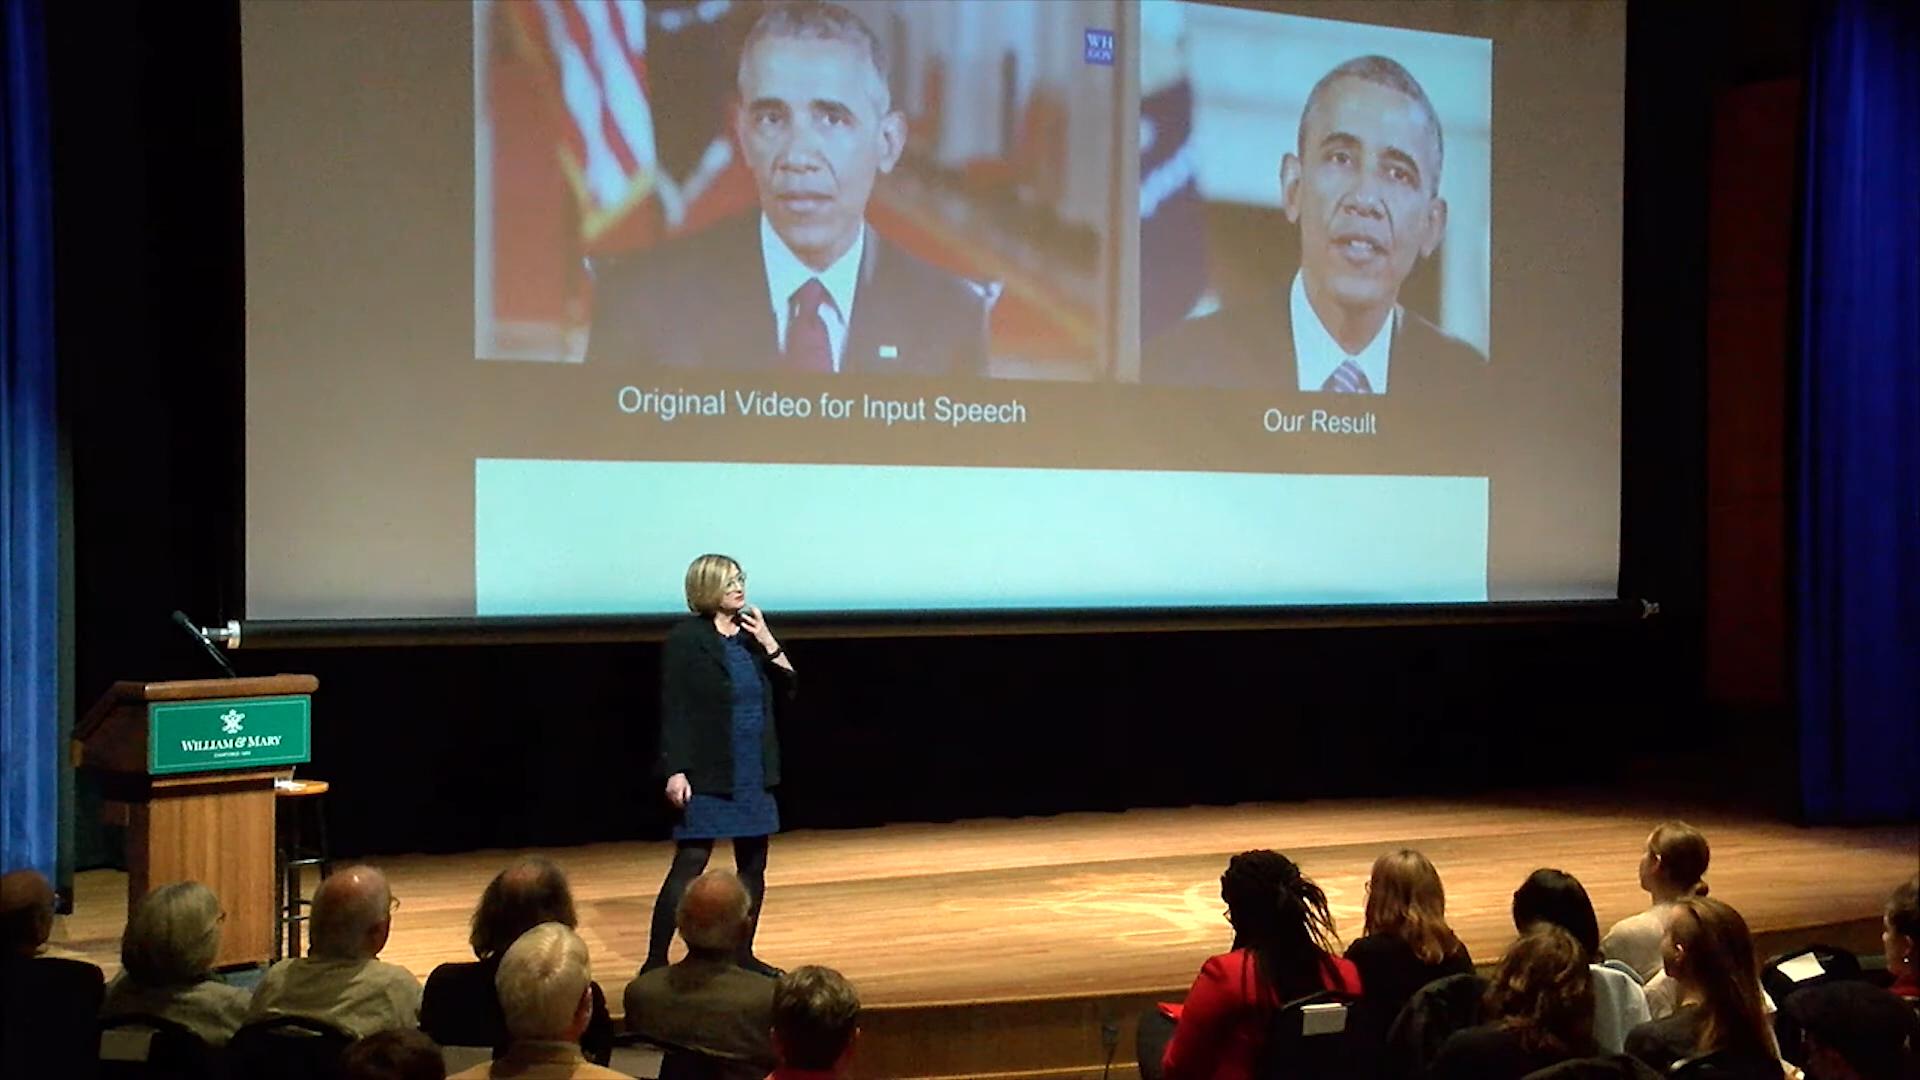 WH
.GOV
Original Video for Input Speech
Our Result
WILLIAM & MARY